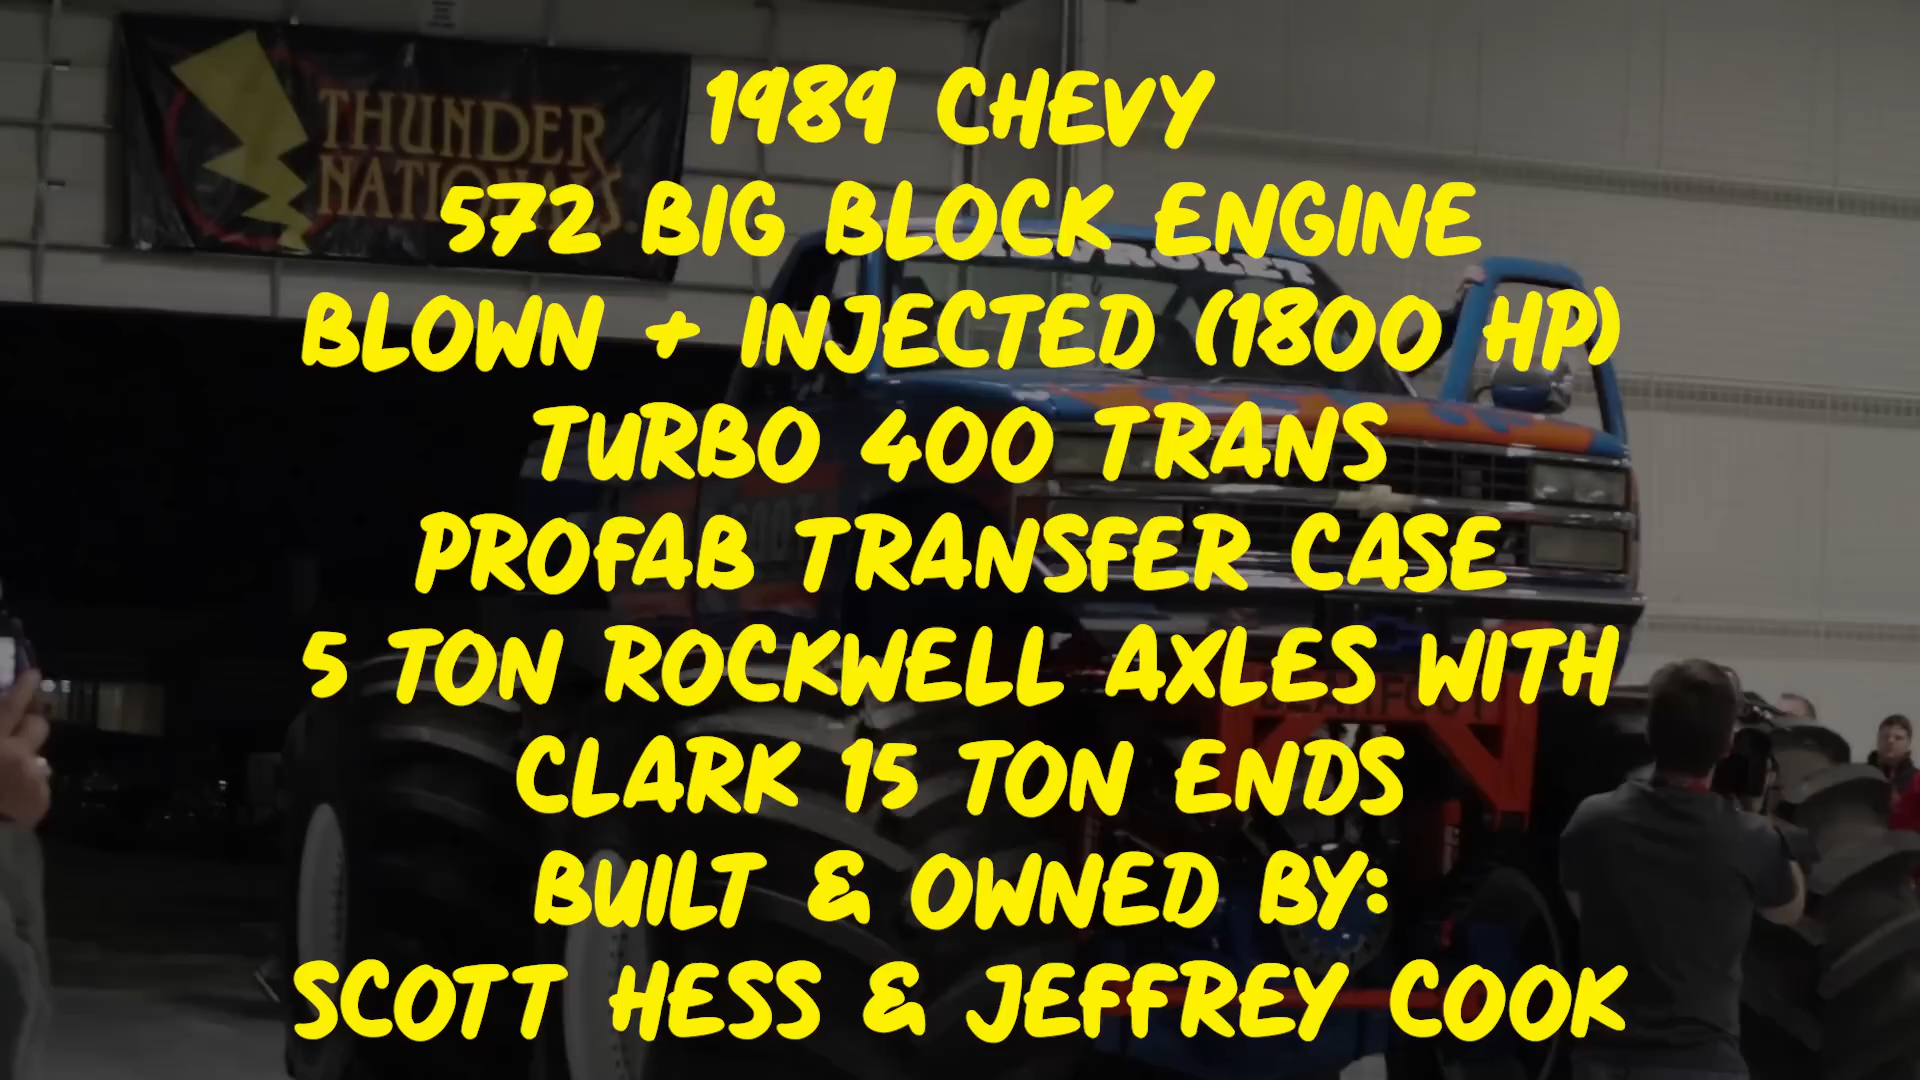 THUNDER
NATIONALS
1989 CHEVY
572 BIG BLOCK ENGINE
BLOWN + INJECTED (1800 HP)
TURBO 400 TRANS
PROFAB TRANSFER CASE
5 TON ROCKWELL AXLES WITH
CLARK 15 TON ENDS
BUILT & OWNED BY:
SCOTT HESS & JEFFREY COOK